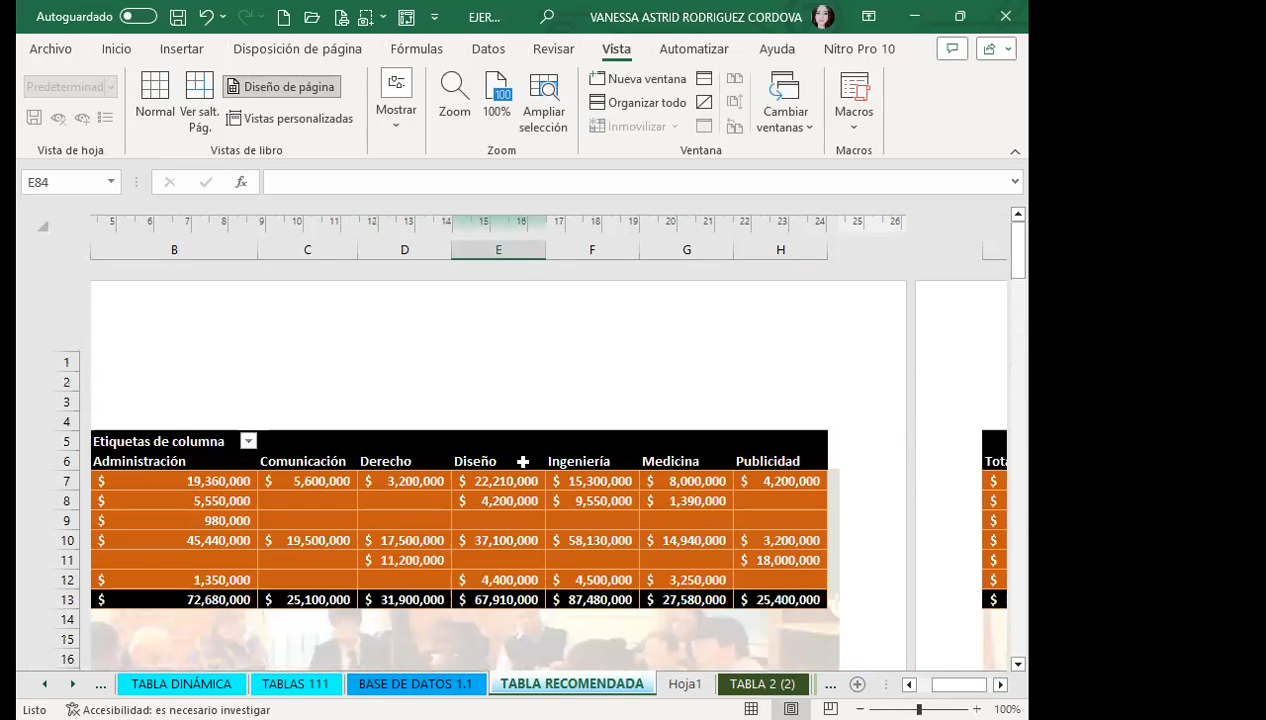 Autoguardado EJER... VANESSA ASTRID RODRIGUEZ CORDOVA
Archivo Inicio Insertar Disposición de página Fórmulas Datos Revisar Vista Automatizar Ayuda Nitro Pro 10
Predeterminad
Normal
Ver salt.
Pág.
Diseño de página
Vistas personalizadas
Mostrar
Zoom
100
100%
Ampliar
selección
Nueva ventana
Organizar todo
Inmovilizar
Cambiar
ventanas
Macros
Vista de hoja Vistas de libro Zoom Ventana Macros
E84 fx
5 6 7 8 9 10 11 12 13 14 15 16 17 18 19 20 21 22 23 24 25 26
B C D E F G H
1
2
3
4
5 Etiquetas de columna
6 Administración Comunicación Derecho Diseño Ingeniería Medicina Publicidad Tot
7 $ 19,360,000 $ 5,600,000 $ 3,200,000 $ 22,210,000 $ 15,300,000 $ 8,000,000 $ 4,200,000 $
8 $ 5,550,000 $ 4,200,000 $ 9,550,000 $ 1,390,000 $
9 $ 980,000 $
10 $ 45,440,000 $ 19,500,000 $ 17,500,000 $ 37,100,000 $ 58,130,000 $ 14,940,000 $ 3,200,000 $
11 $ 11,200,000 $ 18,000,000 $
12 $ 1,350,000 $ 4,400,000 $ 4,500,000 $ 3,250,000 $
13 $ 72,680,000 $ 25,100,000 $ 31,900,000 $ 67,910,000 $ 87,480,000 $ 27,580,000 $ 25,400,000 $
14
15
16
... TABLA DINÁMICA TABLAS 111 BASE DE DATOS 1.1 TABLA RECOMENDADA Hoja1 TABLA 2 (2) ...
Listo Accesibilidad: es necesario investigar 100%